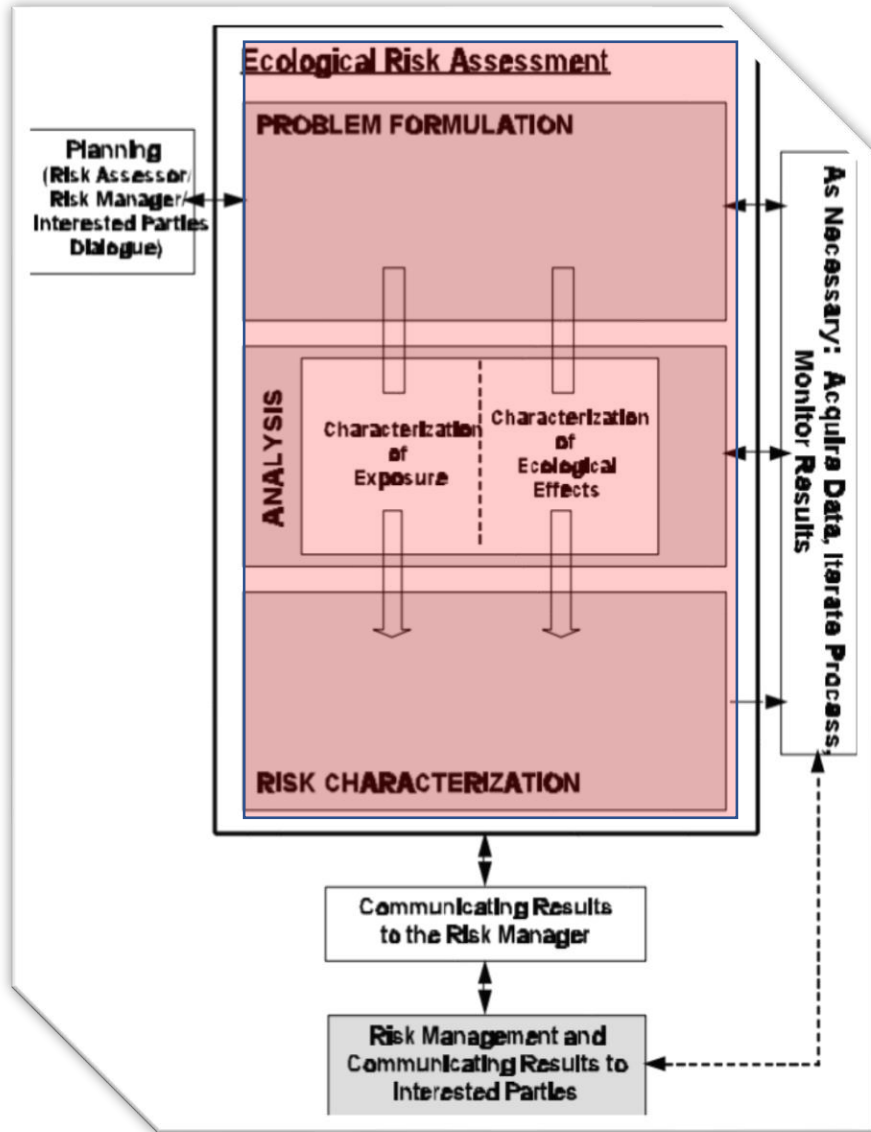 Ecological Risk Assessment
PROBLEM FORMULATION
Planning
(Risk Assessor/
Risk Manager/
Interested Parties
Dialogue)
ANALYSIS
Characterization
of
Exposure
Characterization
of
Ecological
Effects
As Necessary: Acquire Data, Iterate Process,
Monitor Results
RISK CHARACTERIZATION
Communicating Results
to the Risk Manager
Risk Management and
Communicating Results to
Interested Parties